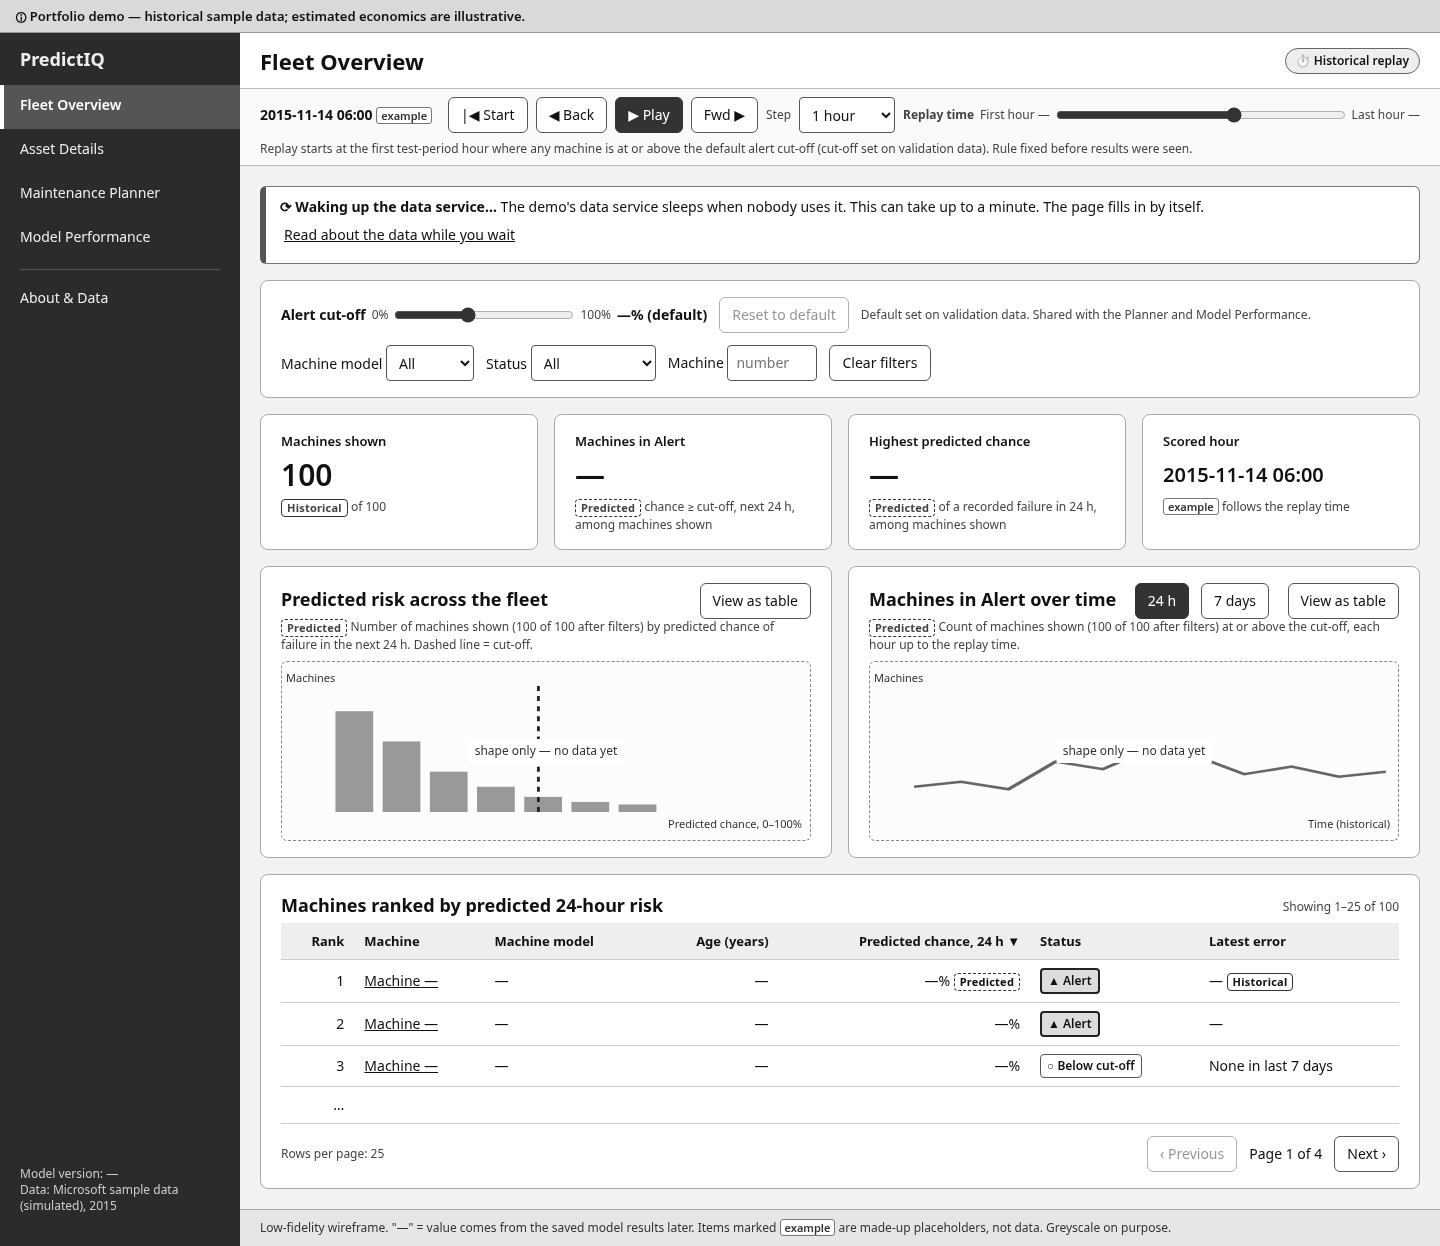 ⓘ Portfolio demo — historical sample data; estimated economics are illustrative.
PredictIQ
Fleet Overview
Asset Details
Maintenance Planner
Model Performance
About & Data
Model version: —
Data: Microsoft sample data
(simulated), 2015
Fleet Overview
⏱ Historical replay
2015-11-14 06:00 example |◀ Start ◀ Back ▶ Play Fwd ▶ Step 1 hour Replay time First hour — Last hour —
Replay starts at the first test-period hour where any machine is at or above the default alert cut-off (cut-off set on validation data). Rule fixed before results were seen.
⟳ Waking up the data service... The demo's data service sleeps when nobody uses it. This can take up to a minute. The page fills in by itself.
Read about the data while you wait
Alert cut-off 0% 100% —% (default) Reset to default Default set on validation data. Shared with the Planner and Model Performance.
Machine model All Status All Machine number Clear filters
Machines shown
100
Historical of 100
Machines in Alert
—
Predicted chance ≥ cut-off, next 24 h,
among machines shown
Highest predicted chance
—
Predicted of a recorded failure in 24 h,
among machines shown
Scored hour
2015-11-14 06:00
example follows the replay time
Predicted risk across the fleet View as table
Predicted Number of machines shown (100 of 100 after filters) by predicted chance of
failure in the next 24 h. Dashed line = cut-off.
Machines
shape only — no data yet
Predicted chance, 0–100%
Machines in Alert over time 24 h 7 days View as table
Predicted Count of machines shown (100 of 100 after filters) at or above the cut-off, each
hour up to the replay time.
Machines
shape only — no data yet
Time (historical)
Machines ranked by predicted 24-hour risk Showing 1–25 of 100
Rank Machine Machine model Age (years) Predicted chance, 24 h ▼ Status Latest error
1 Machine — — — —% Predicted ▲ Alert — Historical
2 Machine — — — —% ▲ Alert —
3 Machine — — — —% ○ Below cut-off None in last 7 days
...
Rows per page: 25 ‹ Previous Page 1 of 4 Next ›
Low-fidelity wireframe. "—" = value comes from the saved model results later. Items marked example are made-up placeholders, not data. Greyscale on purpose.